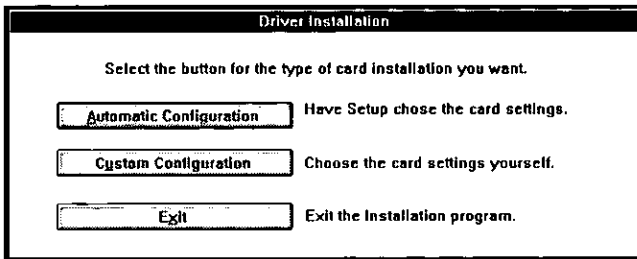 Driver Installation
Select the button for the type of card installation you want.
Automatic Configuration Have Setup chose the card settings.
Custom Configuration Choose the card settings yourself.
Exit Exit the Installation program.